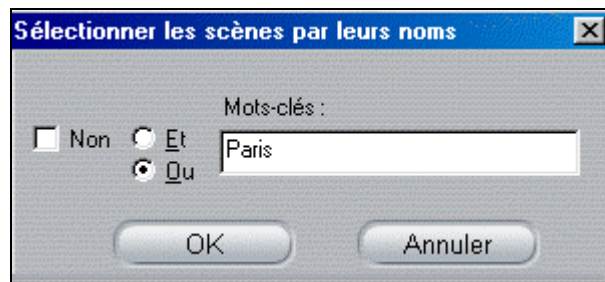 Sélectionner les scènes par leurs noms
Mots-clés :
Non Et
Paris
Ou
OK Annuler